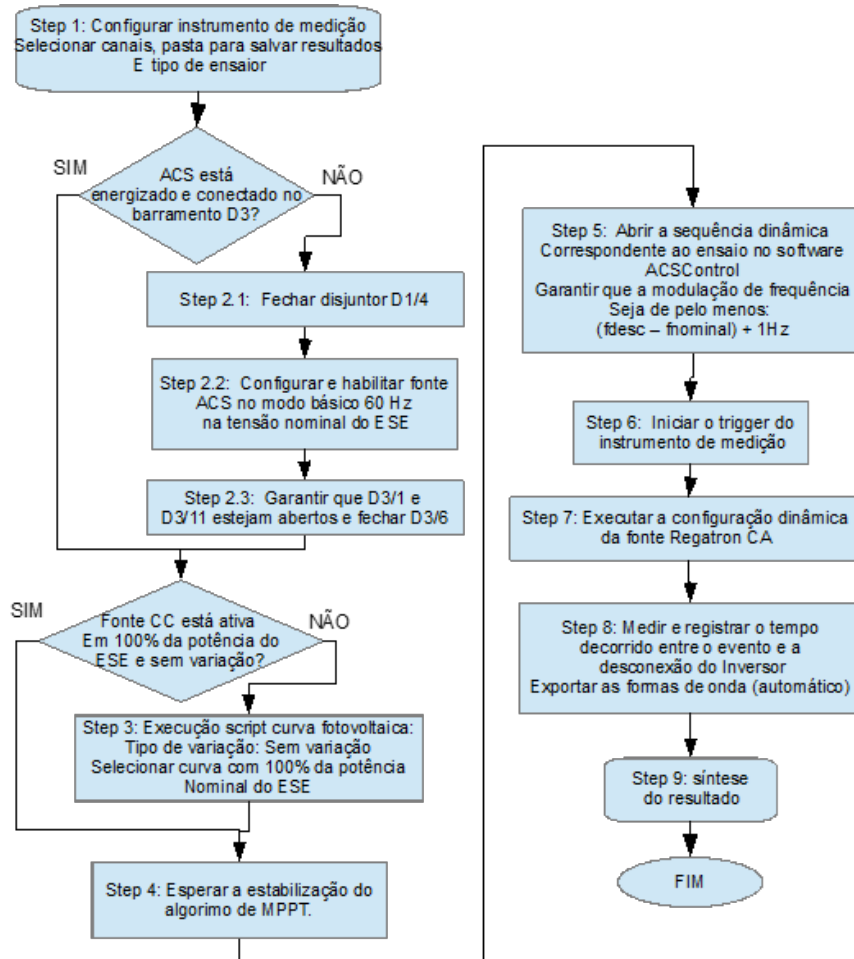 Step 1: Configurar instrumento de medição
Selecionar canais, pasta para salvar resultados
E tipo de ensaior
SIM
ACS está
energizado e conectado no
barramento D3?
NÃO
Step 2.1: Fechar disjuntor D1/4
Step 2.2: Configurar e habilitar fonte
ACS no modo básico 60 Hz
na tensão nominal do ESE
Step 2.3: Garantir que D3/1 e
D3/11 estejam abertos e fechar D3/6
SIM
Fonte CC está ativa
Em 100% da potência do
ESE e sem variação?
NÃO
Step 3: Execução script curva fotovoltaica:
Tipo de variação: Sem variação
Selecionar curva com 100% da potência
Nominal do ESE
Step 4: Esperar a estabilização do
algorimo de MPPT.
Step 5: Abrir a sequência dinâmica
Correspondente ao ensaio no software
ACSControl
Garantir que a modulação de frequência
Seja de pelo menos:
(fdesc – fnominal) + 1Hz
Step 6: Iniciar o trigger do
instrumento de medição
Step 7: Executar a configuração dinâmica
da fonte Regatron CA
Step 8: Medir e registrar o tempo
decorrido entre o evento e a
desconexão do Inversor
Exportar as formas de onda (automático)
Step 9: síntese
do resultado
FIM